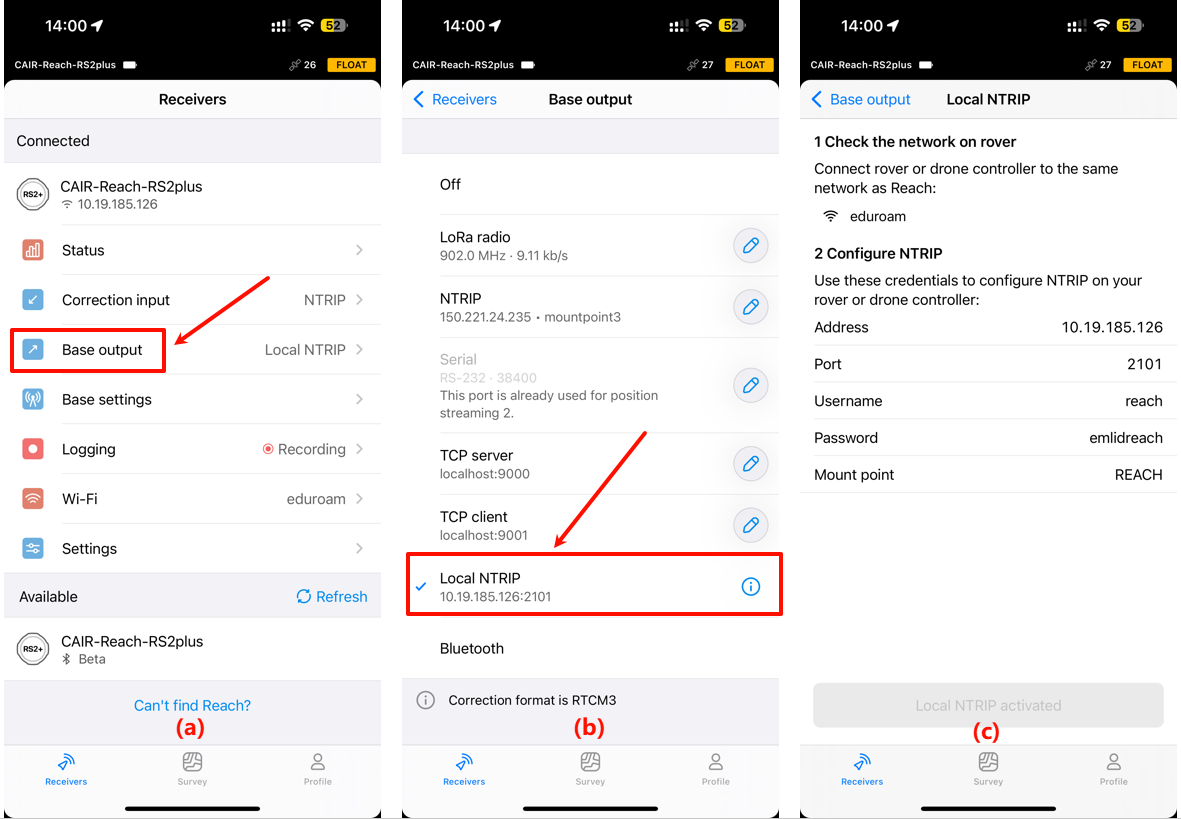 14:00
52
CAIR-Reach-RS2plus
26
FLOAT
Receivers
Connected
RS2+
CAIR-Reach-RS2plus
10.19.185.126
Status
Correction input NTRIP
Base output Local NTRIP
Base settings
Logging Recording
Wi-Fi eduroam
Settings
Available Refresh
RS2+
CAIR-Reach-RS2plus
Beta
Can't find Reach?
(a)
Receivers Survey Profile
14:00
52
CAIR-Reach-RS2plus
27
FLOAT
Receivers Base output
Off
LoRa radio
902.0 MHz · 9.11 kb/s
NTRIP
150.221.24.235 • mountpoint3
Serial
RS-232 · 38400
This port is already used for position
streaming 2.
TCP server
localhost:9000
TCP client
localhost:9001
Local NTRIP
10.19.185.126:2101
Bluetooth
Correction format is RTCM3
(b)
Receivers Survey Profile
14:00
52
CAIR-Reach-RS2plus
27
FLOAT
Base output Local NTRIP
1 Check the network on rover
Connect rover or drone controller to the same
network as Reach:
eduroam
2 Configure NTRIP
Use these credentials to configure NTRIP on your
rover or drone controller:
Address 10.19.185.126
Port 2101
Username reach
Password emlidreach
Mount point REACH
Local NTRIP activated
(c)
Receivers Survey Profile